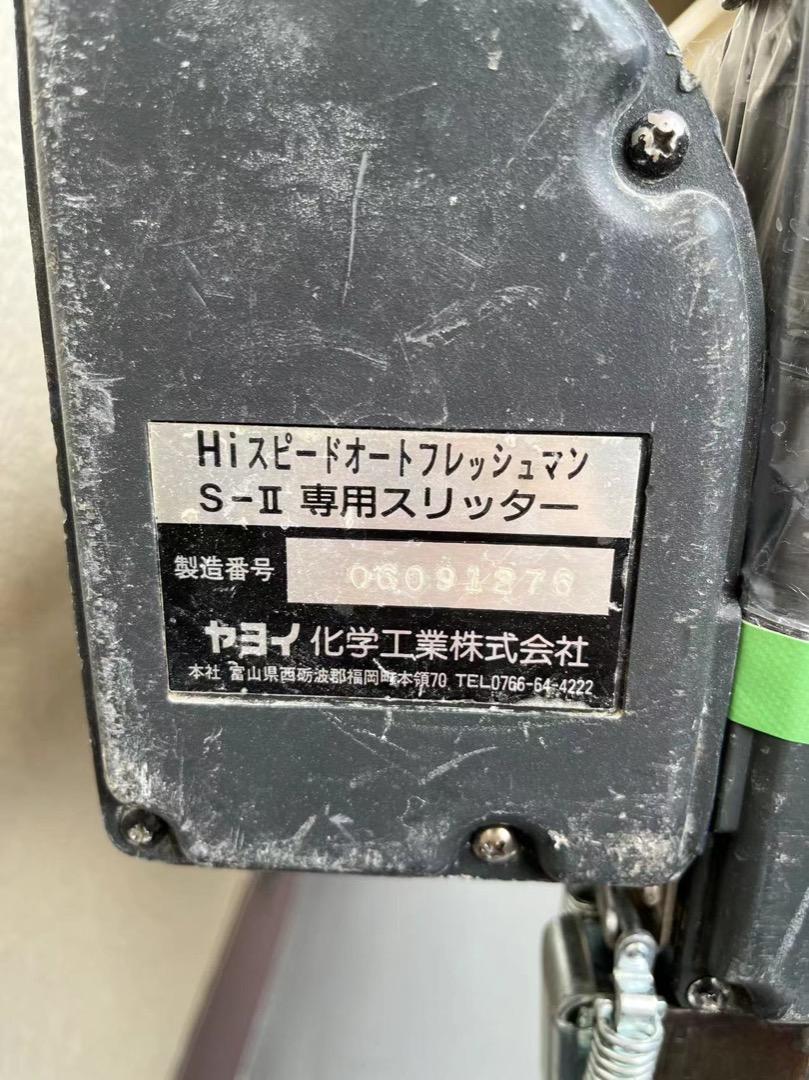 Hiスピードオートフレッシュマン
S-II 専用スリッター
製造番号 06091276
ヤヨイ化学工業株式会社
本社 富山県西砺波郡福岡町本領70 TEL0766-64-4222